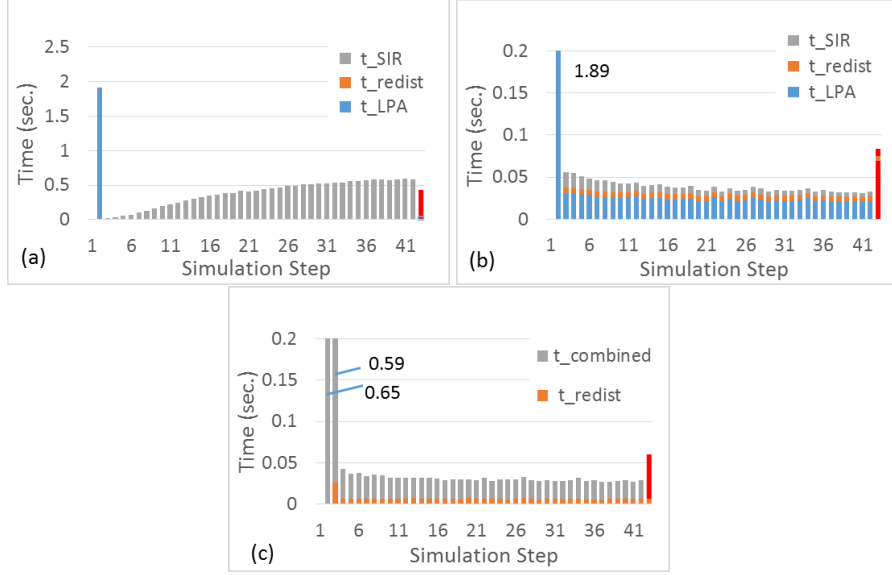 2.5
2
1.5
1
0.5
0
Time (sec.)
t_SIR
t_redist
t_LPA
1 6 11 16 21 26 31 36 41
Simulation Step
(a)
0.2
0.15
0.1
0.05
0
Time (sec.)
1.89
t_SIR
t_redist
t_LPA
1 6 11 16 21 26 31 36 41
Simulation Step
(b)
0.2
0.15
0.1
0.05
0
Time (sec.)
0.59
0.65
t_combined
t_redist
1 6 11 16 21 26 31 36 41
Simulation Step
(c)